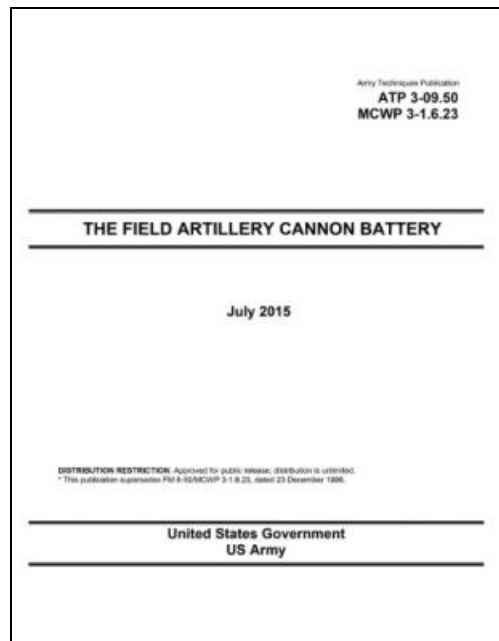 Army Techniques Publication
ATP 3-09.50
MCWP 3-1.6.23
THE FIELD ARTILLERY CANNON BATTERY
July 2015
DISTRIBUTION RESTRICTION: Approved for public release; distribution is unlimited.
* This publication supersedes FM 6-50/MCWP 3-1.6.23, dated 23 December 1996.
United States Government
US Army